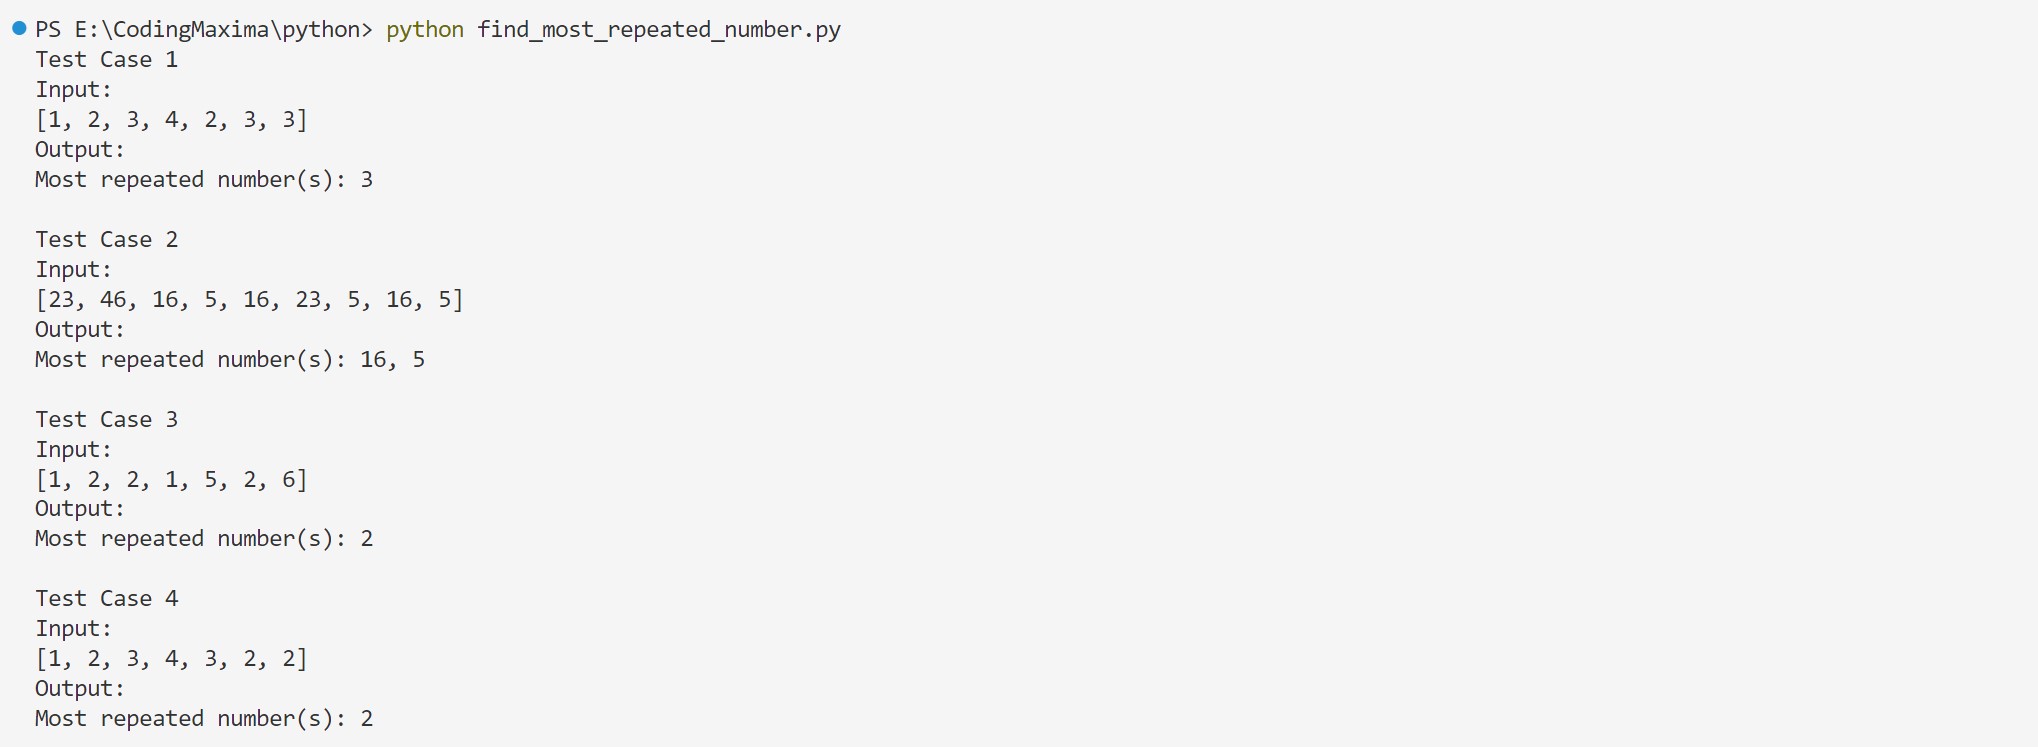 PS E:\CodingMaxima\python> python find_most_repeated_number.py
Test Case 1
Input:
[1, 2, 3, 4, 2, 3, 3]
Output:
Most repeated number(s): 3
Test Case 2
Input:
[23, 46, 16, 5, 16, 23, 5, 16, 5]
Output:
Most repeated number(s): 16, 5
Test Case 3
Input:
[1, 2, 2, 1, 5, 2, 6]
Output:
Most repeated number(s): 2
Test Case 4
Input:
[1, 2, 3, 4, 3, 2, 2]
Output:
Most repeated number(s): 2